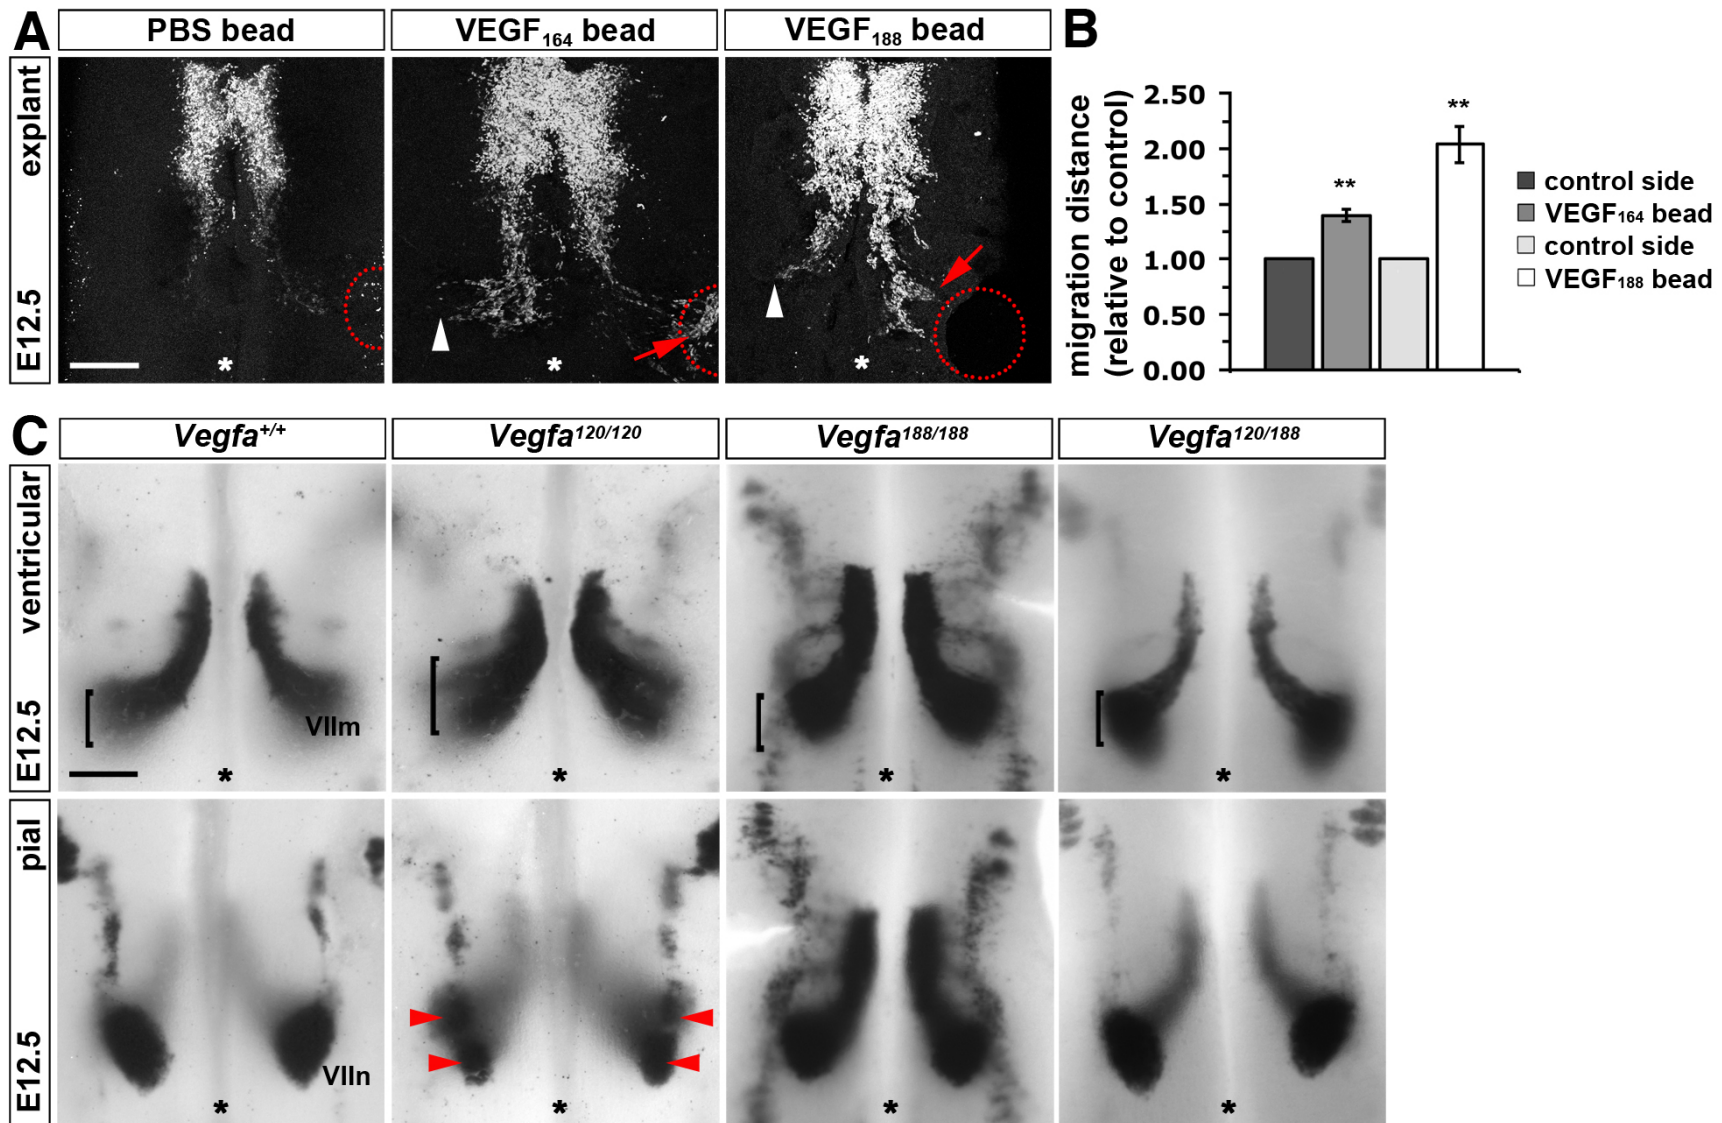 A
PBS bead
VEGF164 bead
VEGF188 bead
explant
E12.5
*
*
*
B
migration distance
(relative to control)
2.50
2.00
1.50
1.00
0.50
0.00
**
**
control side
VEGF164 bead
control side
VEGF188 bead
C
Vegfa+/+
Vegfa120/120
Vegfa188/188
Vegfa120/188
ventricular
E12.5
VIIm
*
*
*
*
pial
E12.5
VIIn
*
*
*
*